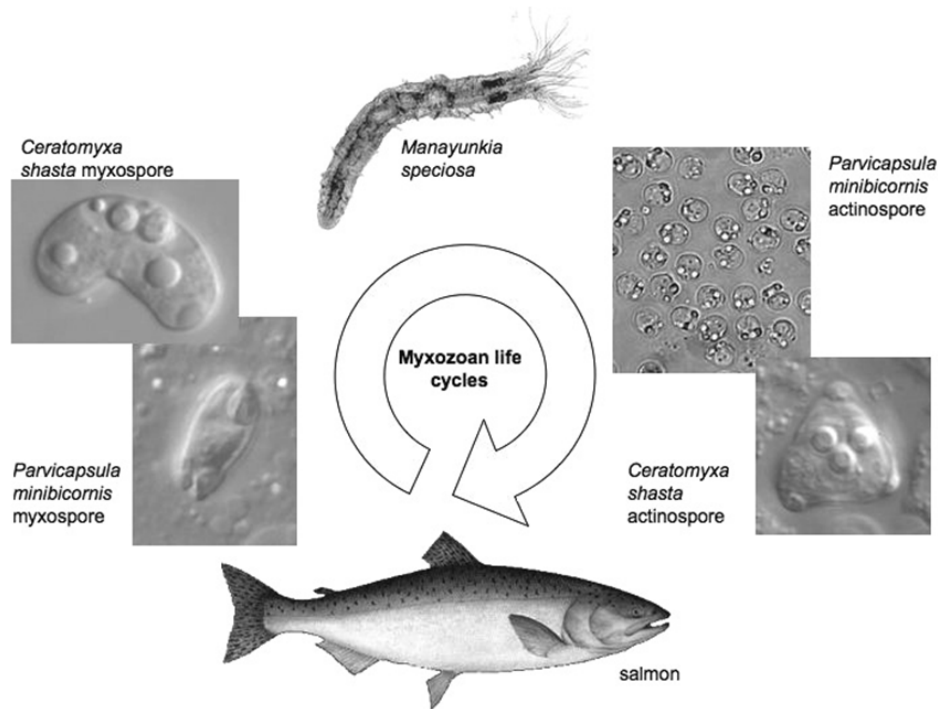 Ceratomyxa
shasta myxospore
Manayunkia
speciosa
Parvicapsula
minibicornis
actinospore
Myxozoan life
cycles
Parvicapsula
minibicornis
myxospore
Ceratomyxa
shasta
actinospore
salmon